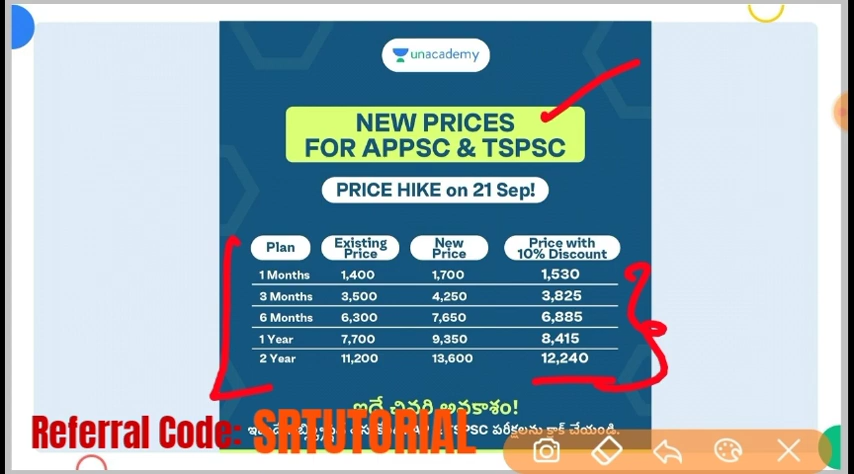 unacademy
NEW PRICES
FOR APPSC & TSPSC
PRICE HIKE on 21 Sep!
Plan Existing Price New Price Price with 10% Discount
1 Months 1,400 1,700 1,530
3 Months 3,500 4,250 3,825
6 Months 6,300 7,650 6,885
1 Year 7,700 9,350 8,415
2 Year 11,200 13,600 12,240
ఇదే చివరి అవకాశం!
TSPSC పరీక్షలను క్రాక్ చేయండి.
Referral Code: SRTUTORIAL